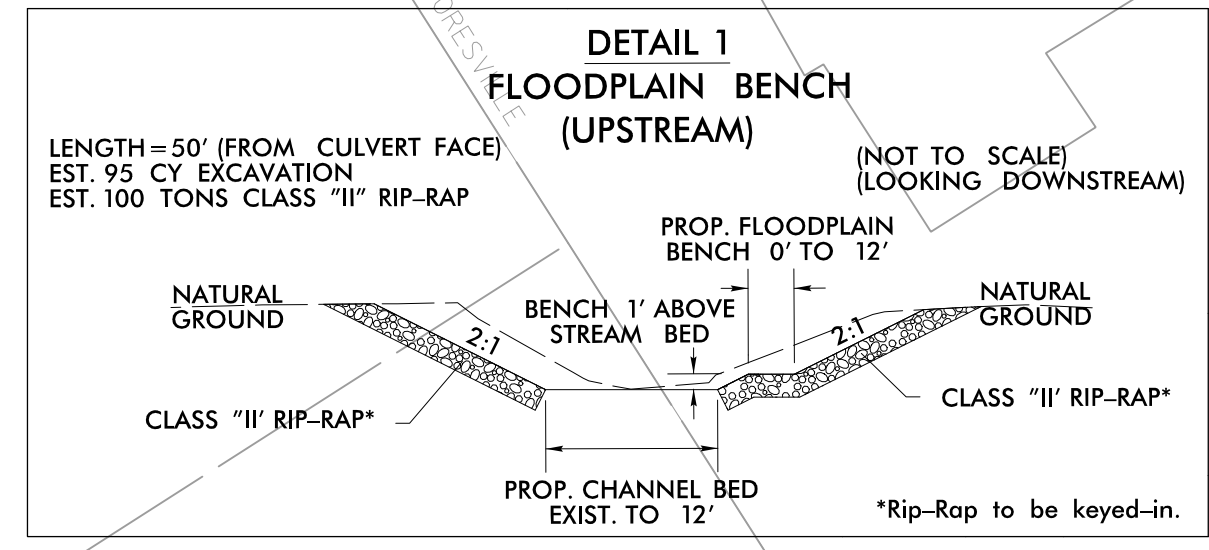 DETAIL 1
FLOODPLAIN BENCH
(UPSTREAM)
LENGTH=50' (FROM CULVERT FACE)
EST. 95 CY EXCAVATION
EST. 100 TONS CLASS "II" RIP-RAP
(NOT TO SCALE)
(LOOKING DOWNSTREAM)
PROP. FLOODPLAIN
BENCH 0' TO 12'
NATURAL
GROUND
BENCH 1' ABOVE
STREAM BED
NATURAL
GROUND
2:1
2:1
CLASS "II' RIP-RAP*
CLASS "II' RIP-RAP*
PROP. CHANNEL BED
EXIST. TO 12'
*Rip-Rap to be keyed-in.